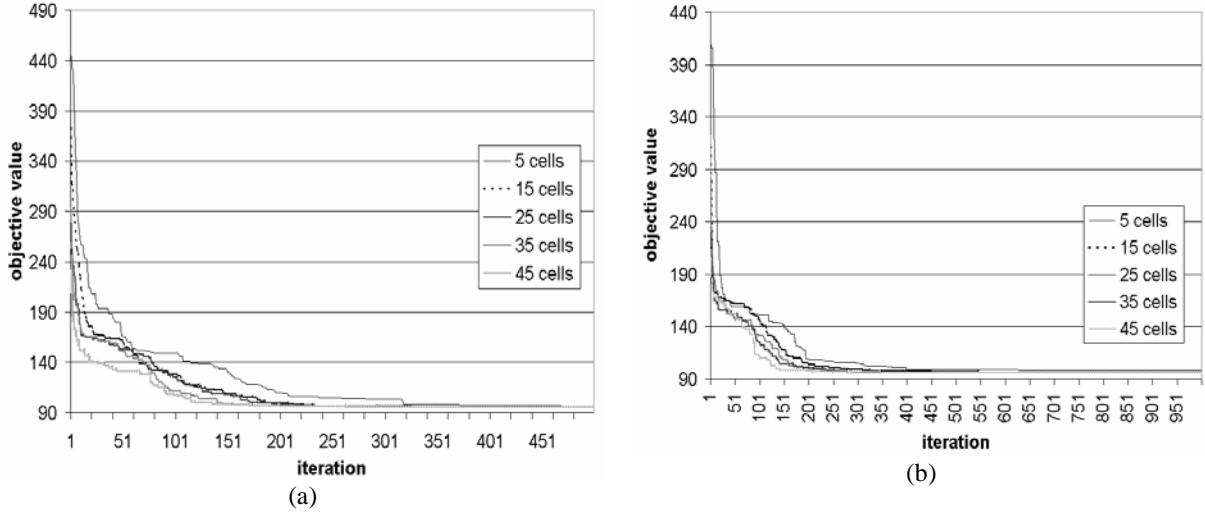 490
440
390
340
290
240
190
140
90
objective value
5 cells
15 cells
25 cells
35 cells
45 cells
1 51 101 151 201 251 301 351 401 451
iteration
(a)
440
390
340
290
240
190
140
90
objective value
5 cells
15 cells
25 cells
35 cells
45 cells
1 51 101 151 201 251 301 351 401 451 501 551 601 651 701 751 801 851 901 951
iteration
(b)